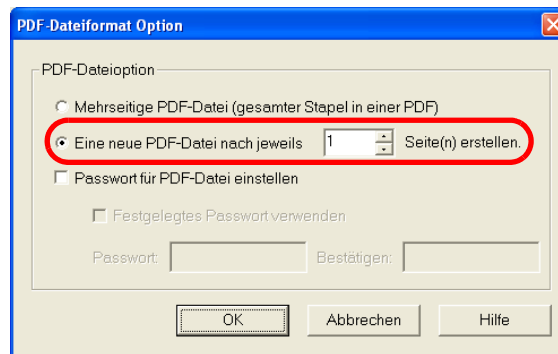 PDF-Dateiformat Option
PDF-Dateioption
Mehrseitige PDF-Datei (gesamter Stapel in einer PDF)
Eine neue PDF-Datei nach jeweils 1 Seite(n) erstellen.
Passwort für PDF-Datei einstellen
Festgelegtes Passwort verwenden
Passwort: Bestätigen:
OK Abbrechen Hilfe